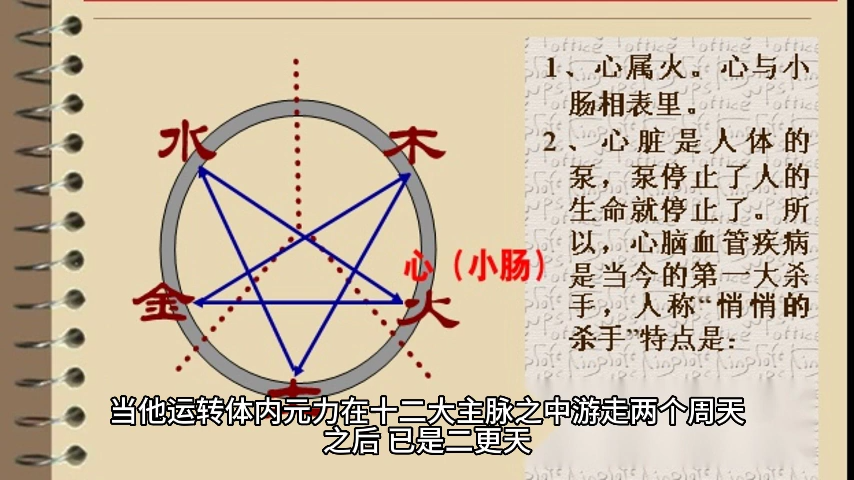 水
木
心（小肠）
金
火
土
1、心属火。心与小
肠相表里。
2、心脏是人体的
泵，泵停止了人的
生命就停止了。所
以，心脑血管疾病
是当今的第一大杀
手，人称“悄悄的
杀手”特点是：
当他运转体内元力在十二大主脉之中游走两个周天
之后 已是二更天